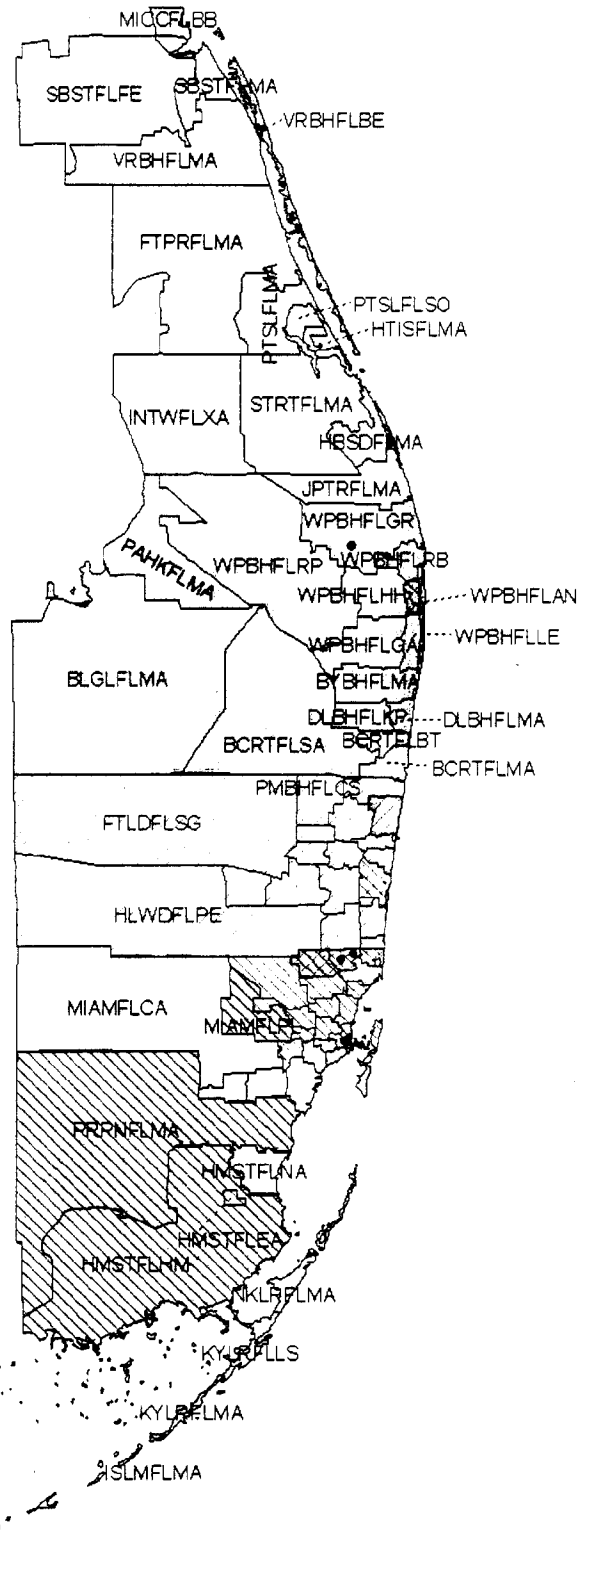 MICCFLBB
SBSTFLFE
SBSTFLMA
VRBHFLBE
VRBHFLMA
FTPRFLMA
PTSLFLMA
PTSLFLSO
HTISFLMA
INTWFLXA
STRTFLMA
HBSDFLMA
JPTRFLMA
WPBHFLGR
PAHKFLMA
WPBHFLRP
WPBHFLRB
WPBHFLHH
WPBHFLAN
WPBHFLLE
WPBHFLGA
BLGLFLMA
BYBHFLMA
DLBHFLKP
DLBHFLMA
BCRTFLSA
BCRTFLBT
BCRTFLMA
PMBHFLCS
FTLDFLSG
HLWDFLPE
MIAMFLCA
MIAMFLPL
PRRNFLMA
HMSTFLNA
HMSTFLEA
HMSTFLHM
NKLRFLMA
KYLRFLLS
KYLRFLMA
ISLMFLMA